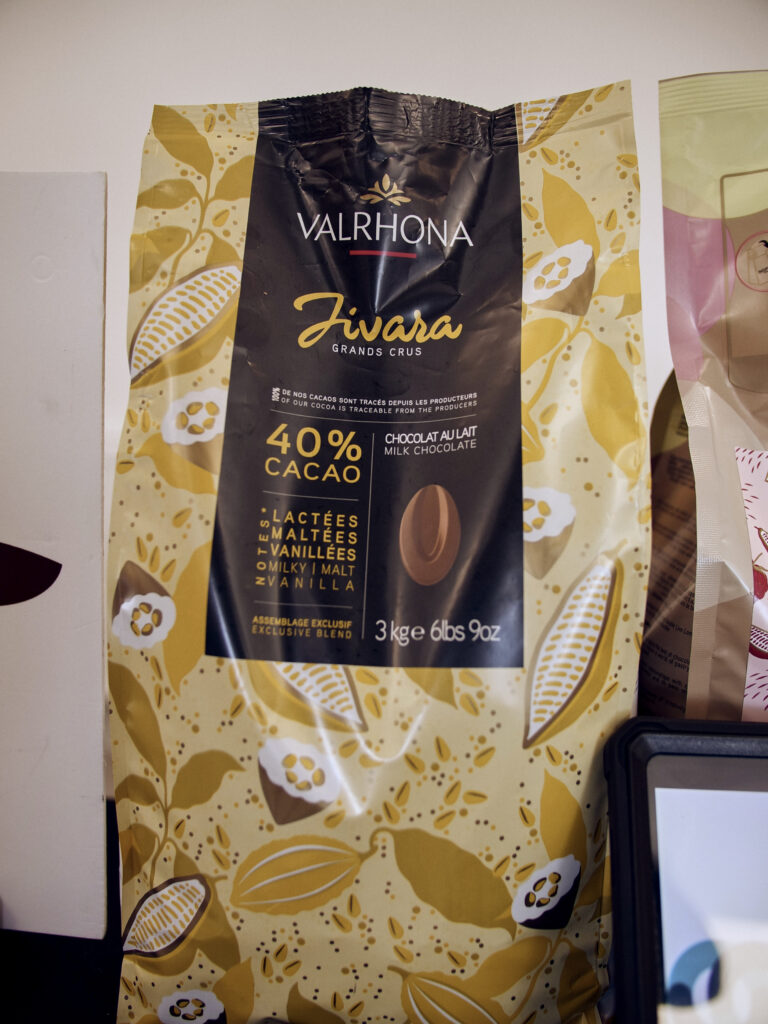 VALRHONA
Jivara
GRANDS CRUS
100% DE NOS CACAOS SONT TRACÉS DEPUIS LES PRODUCTEURS
OF OUR COCOA IS TRACEABLE FROM THE PRODUCERS
40%
CACAO
CHOCOLAT AU LAIT
MILK CHOCOLATE
NOTES*
LACTÉES
MALTÉES
VANILLÉES
MILKY | MALT
VANILLA
ASSEMBLAGE EXCLUSIF
EXCLUSIVE BLEND
3 kg e 6lbs 9oz